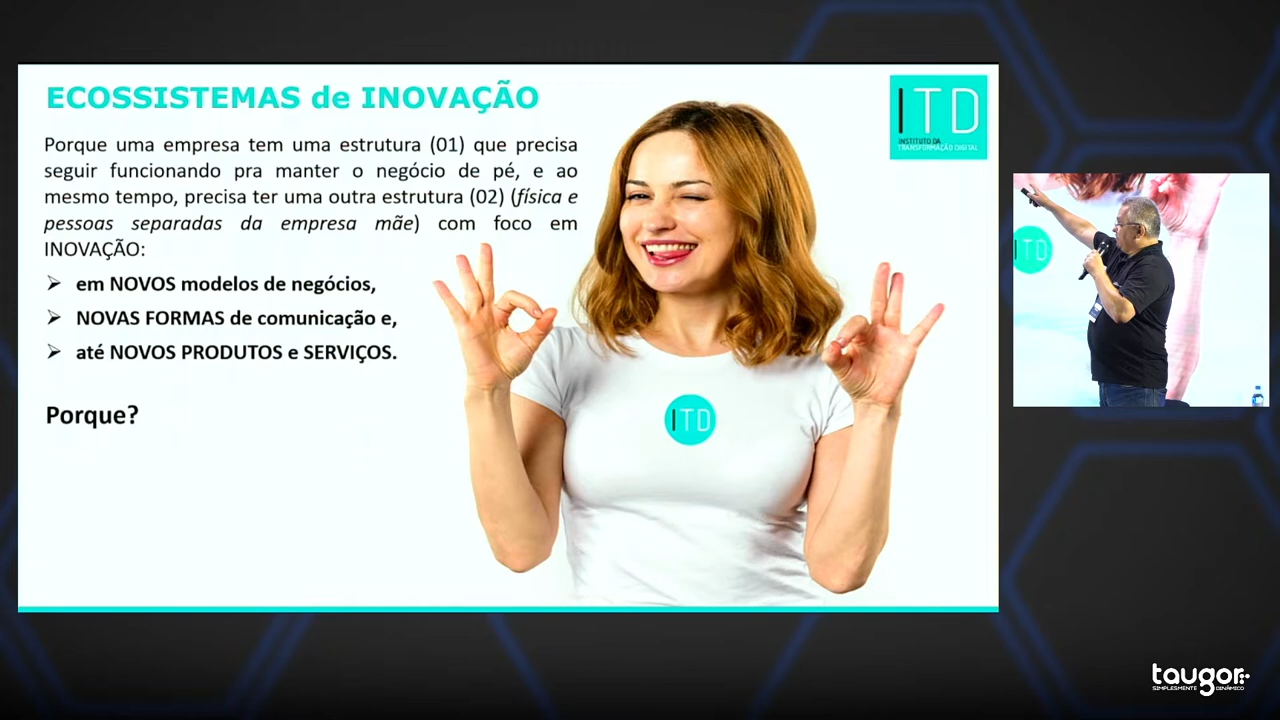 ECOSSISTEMAS de INOVAÇÃO
ITD
INSTITUTO DA
TRANSFORMAÇÃO DIGITAL
Porque uma empresa tem uma estrutura (01) que precisa
seguir funcionando pra manter o negócio de pé, e ao
mesmo tempo, precisa ter uma outra estrutura (02) (física e
pessoas separadas da empresa mãe) com foco em
INOVAÇÃO:
➢ em NOVOS modelos de negócios,
➢ NOVAS FORMAS de comunicação e,
➢ até NOVOS PRODUTOS e SERVIÇOS.
Porque?
ITD
ITD
taugor
SIMPLESMENTE DINÂMICO